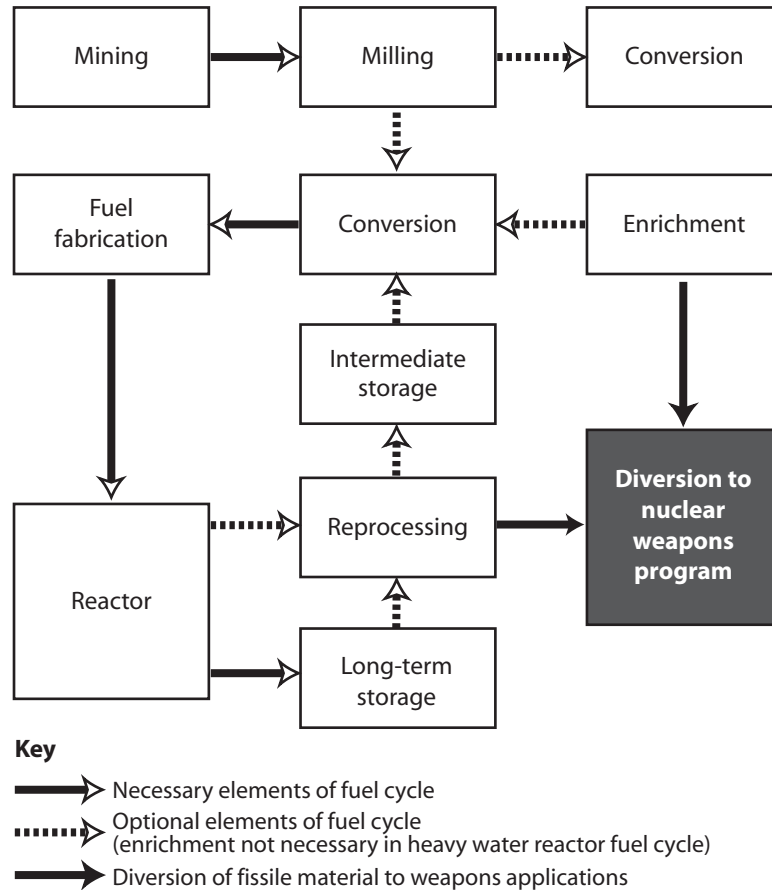 Mining
Milling
Conversion
Fuel
fabrication
Conversion
Enrichment
Intermediate
storage
Diversion to
nuclear
weapons
program
Reactor
Reprocessing
Long-term
storage
Key
Necessary elements of fuel cycle
Optional elements of fuel cycle
(enrichment not necessary in heavy water reactor fuel cycle)
Diversion of fissile material to weapons applications